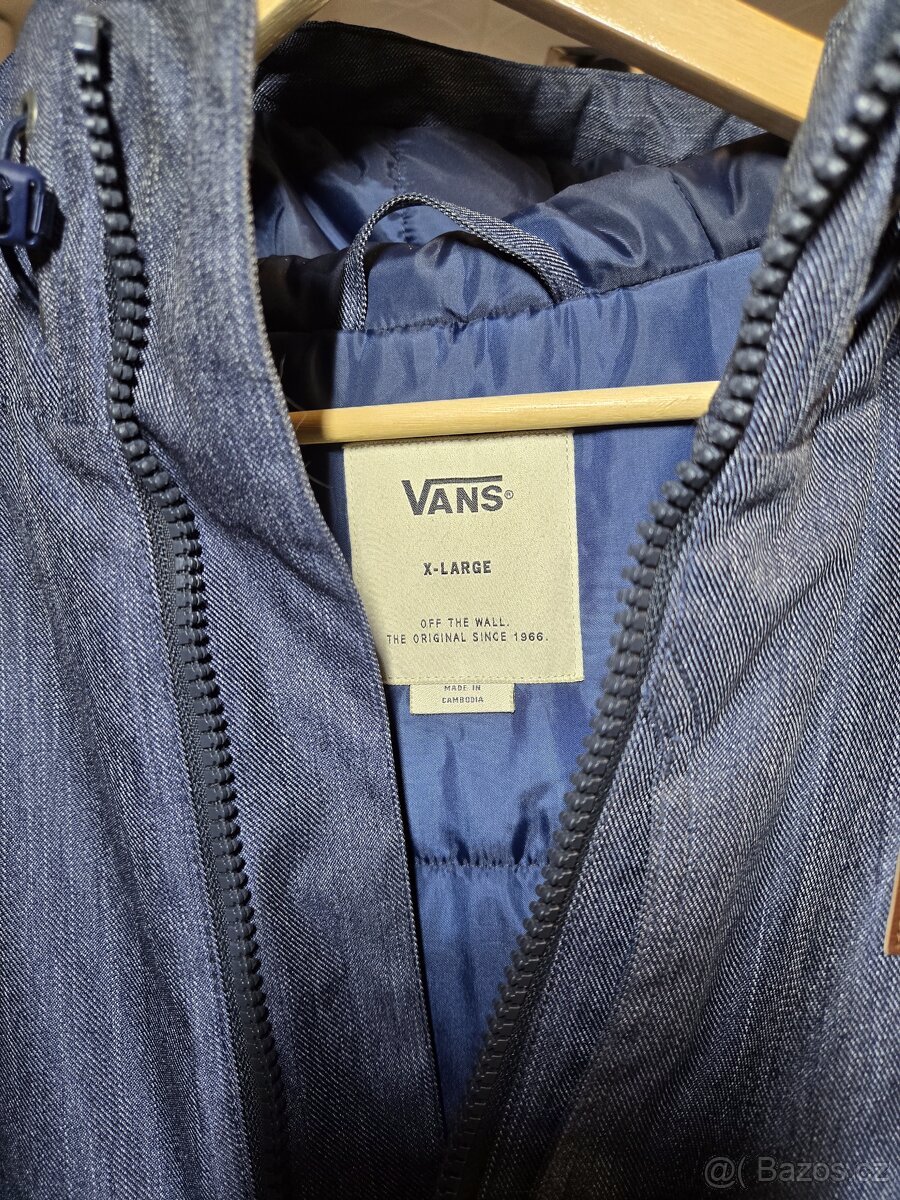 VANS®
X-LARGE
OFF THE WALL.
THE ORIGINAL SINCE 1966.
MADE IN
CAMBODIA
@( Bazos.cz